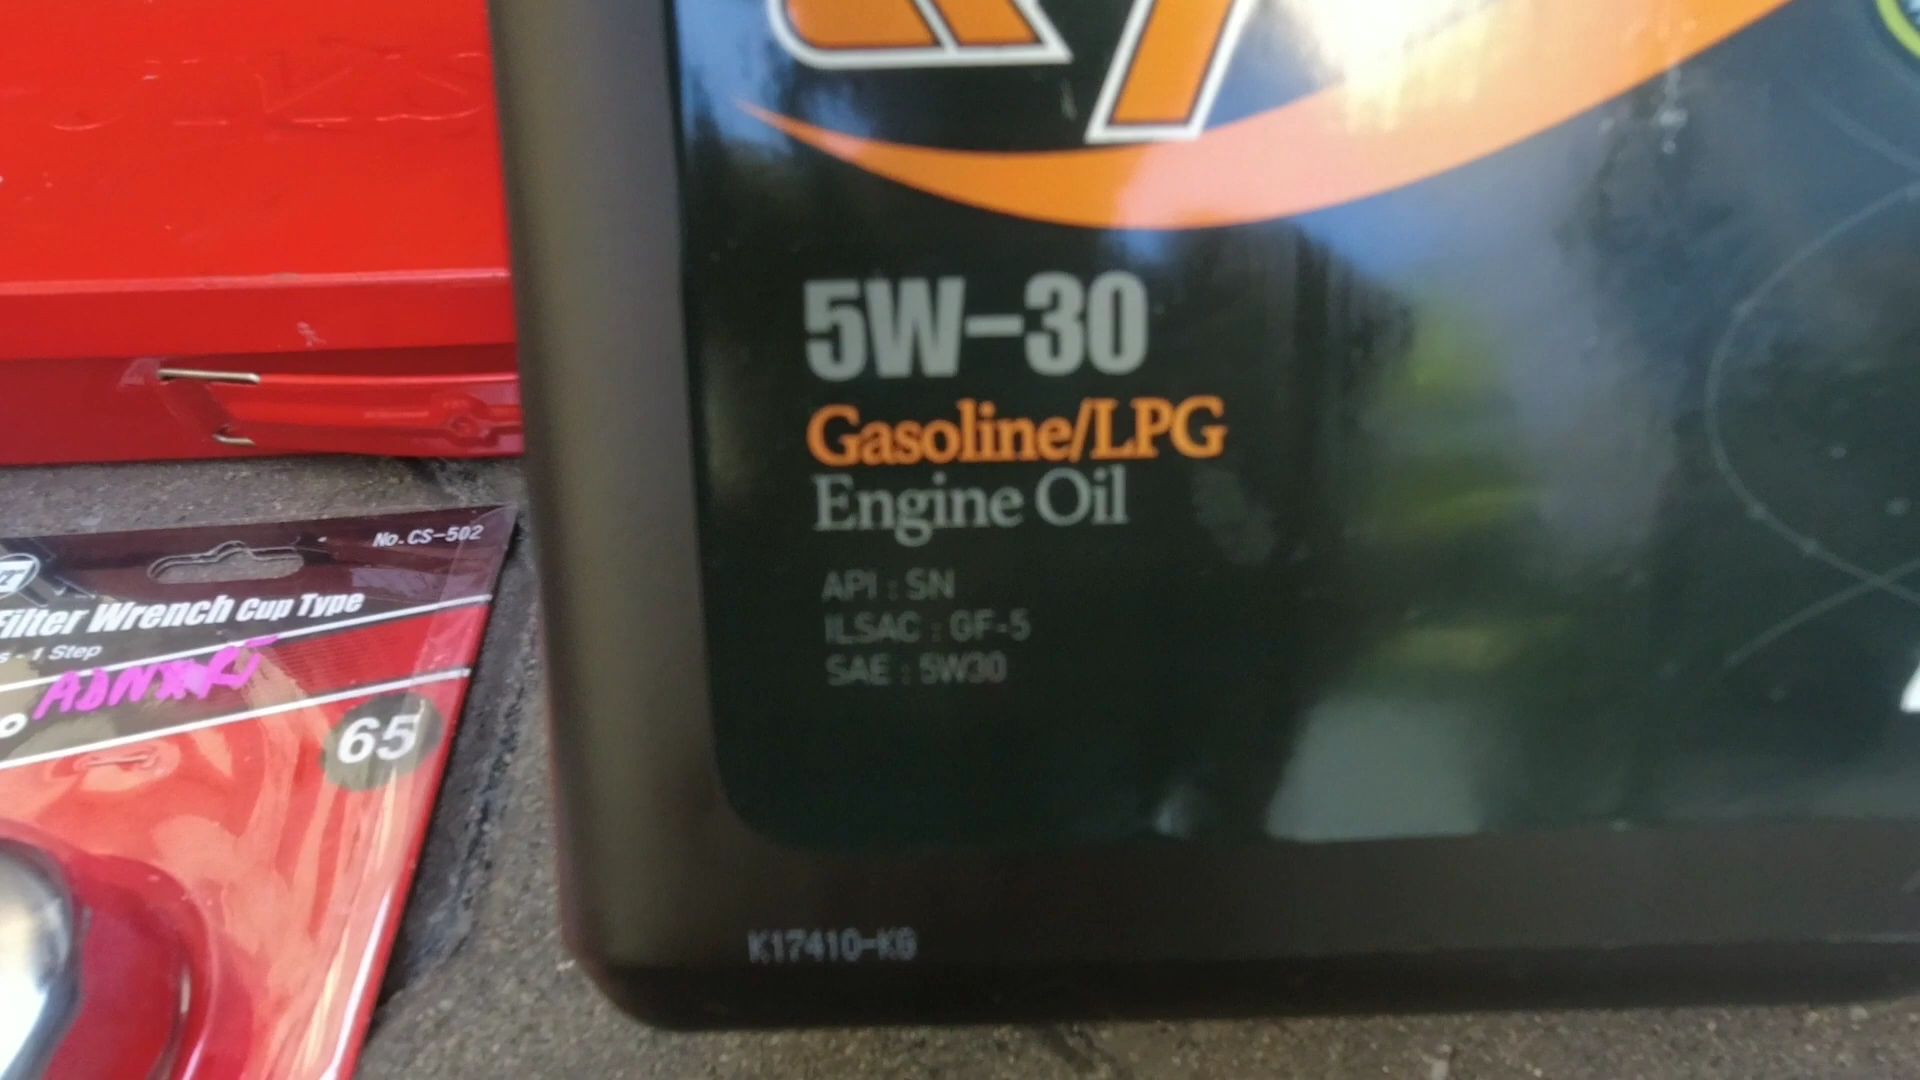 5W-30
Gasoline/LPG
Engine Oil
API : SN
ILSAC : GF-5
SAE : 5W30
K17410-KG
No.CS-502
Filter Wrench Cup Type
- 1 Step
65